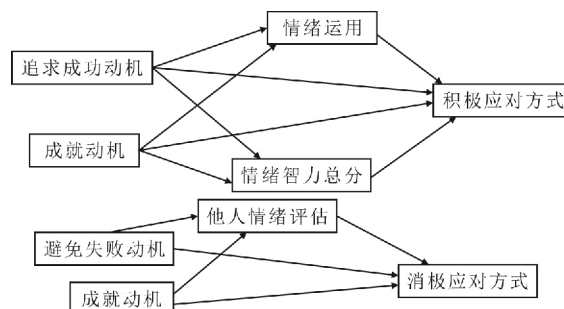 情绪运用
追求成功动机
积极应对方式
成就动机
情绪智力总分
他人情绪评估
避免失败动机
消极应对方式
成就动机